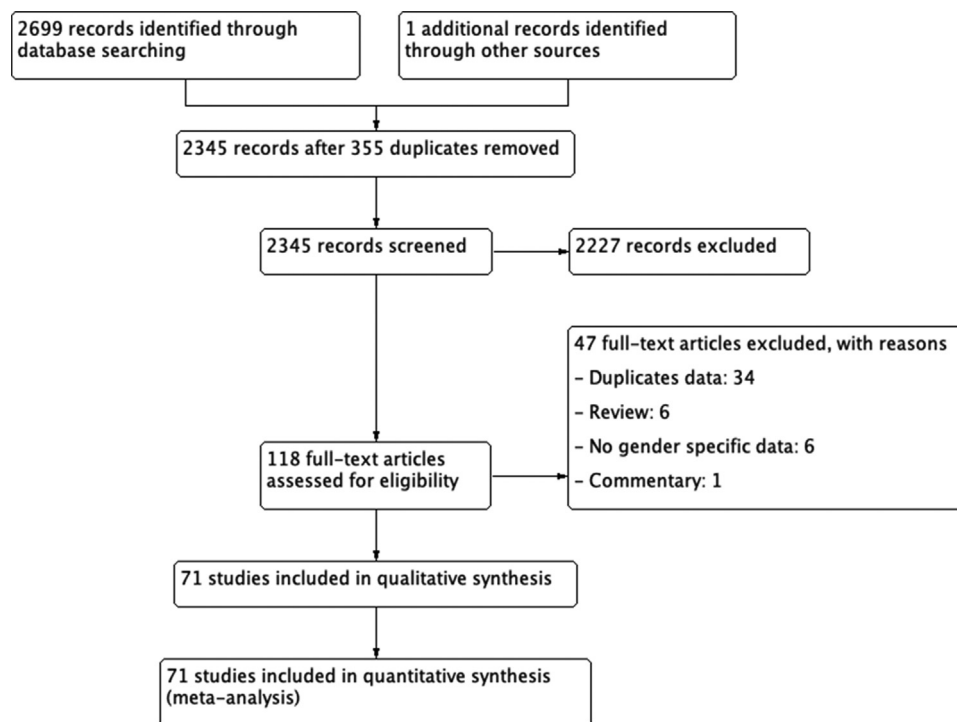 2699 records identified through
database searching
1 additional records identified
through other sources
2345 records after 355 duplicates removed
2345 records screened
2227 records excluded
47 full-text articles excluded, with reasons
- Duplicates data: 34
- Review: 6
- No gender specific data: 6
- Commentary: 1
118 full-text articles
assessed for eligibility
71 studies included in qualitative synthesis
71 studies included in quantitative synthesis
(meta-analysis)